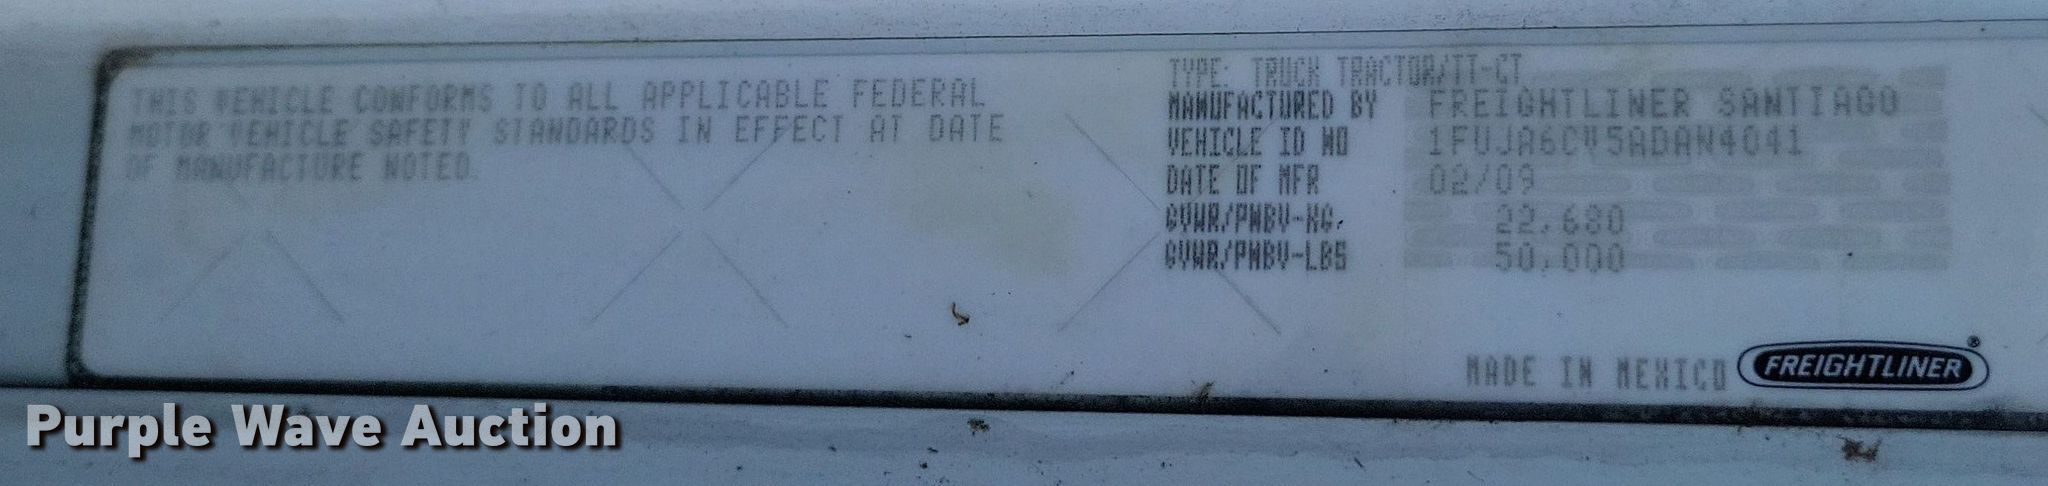 THIS VEHICLE CONFORMS TO ALL APPLICABLE FEDERAL
MOTOR VEHICLE SAFETY STANDARDS IN EFFECT AT DATE
OF MANUFACTURE NOTED.
TYPE: TRUCK TRACTOR/TT-CT
MANUFACTURED BY FREIGHTLINER SANTIAGO
VEHICLE ID NO 1FUJA6CV5ADAN4041
DATE OF MFR 02/09
GVWR/PNBV-KG. 22,680
GVWR/PNBV-LBS 50,000
MADE IN MEXICO FREIGHTLINER®
Purple Wave Auction